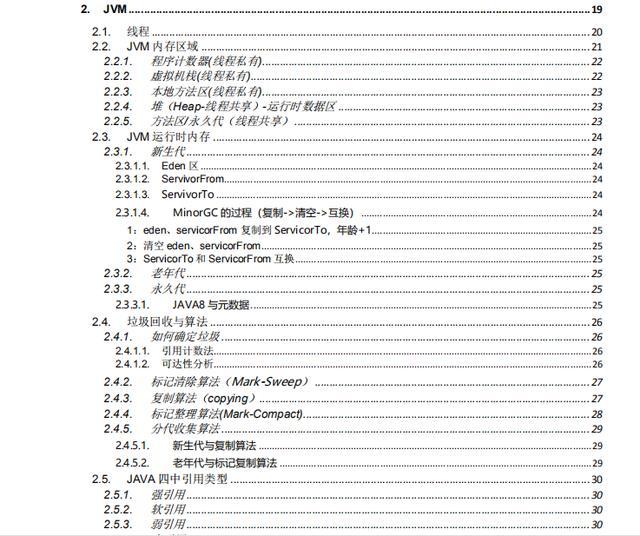 2. JVM 19
2.1. 线程 20
2.2. JVM 内存区域 21
2.2.1. 程序计数器(线程私有) 22
2.2.2. 虚拟机栈(线程私有) 22
2.2.3. 本地方法区(线程私有) 23
2.2.4. 堆（Heap-线程共享）-运行时数据区 23
2.2.5. 方法区/永久代（线程共享） 23
2.3. JVM 运行时内存 24
2.3.1. 新生代 24
2.3.1.1. Eden 区 24
2.3.1.2. ServivorFrom 24
2.3.1.3. ServivorTo 24
2.3.1.4. MinorGC 的过程（复制->清空->互换） 24
1：eden、servicorFrom 复制到 ServicorTo，年龄+1 25
2：清空 eden、servicorFrom 25
3：ServicorTo 和 ServicorFrom 互换 25
2.3.2. 老年代 25
2.3.3. 永久代 25
2.3.3.1. JAVA8 与元数据 25
2.4. 垃圾回收与算法 26
2.4.1. 如何确定垃圾 26
2.4.1.1. 引用计数法 26
2.4.1.2. 可达性分析 26
2.4.2. 标记清除算法（Mark-Sweep） 27
2.4.3. 复制算法（copying） 27
2.4.4. 标记整理算法(Mark-Compact) 28
2.4.5. 分代收集算法 29
2.4.5.1. 新生代与复制算法 29
2.4.5.2. 老年代与标记复制算法 29
2.5. JAVA 四中引用类型 30
2.5.1. 强引用 30
2.5.2. 软引用 30
2.5.3. 弱引用 30